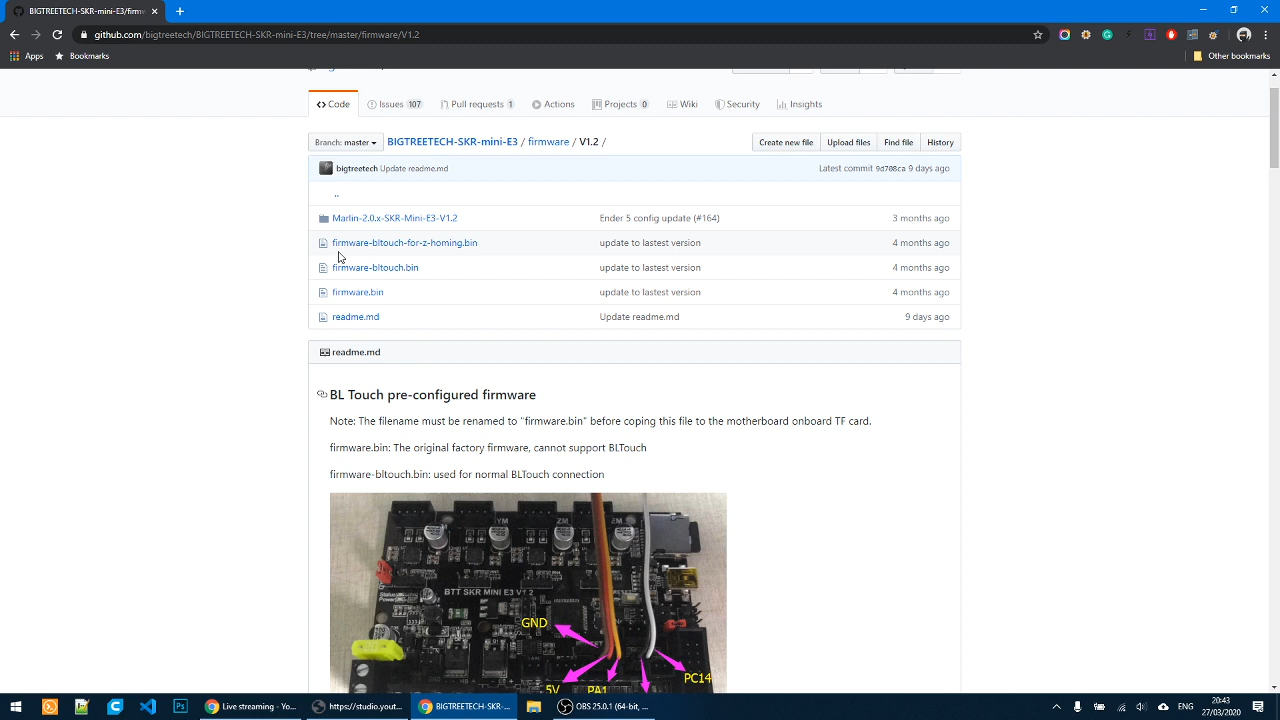 BIGTREETECH-SKR-mini-E3/firmw
github.com/bigtreetech/BIGTREETECH-SKR-mini-E3/tree/master/firmware/V1.2
Apps
Bookmarks
Other bookmarks
Code
Issues 107
Pull requests 1
Actions
Projects 0
Wiki
Security
Insights
Branch: master
BIGTREETECH-SKR-mini-E3 / firmware / V1.2 /
Create new file
Upload files
Find file
History
bigtreetech Update readme.md
Latest commit 9d708ca 9 days ago
..
Marlin-2.0.x-SKR-Mini-E3-V1.2 Ender 5 config update (#164) 3 months ago
firmware-bltouch-for-z-homing.bin update to lastest version 4 months ago
firmware-bltouch.bin update to lastest version 4 months ago
firmware.bin update to lastest version 4 months ago
readme.md Update readme.md 9 days ago
readme.md
BL Touch pre-configured firmware
Note: The filename must be renamed to "firmware.bin" before coping this file to the motherboard onboard TF card.
firmware.bin: The original factory firmware, cannot support BLTouch
firmware-bltouch.bin: used for normal BLTouch connection
YM
ZM
BTT SKR MINI E3 V1.2
GND
PC14
5V
PA1
Live streaming - Yo...
https://studio.yout...
BIGTREETECH-SKR-...
OBS 25.0.1 (64-bit, ...
ENG
20:43
27/03/2020